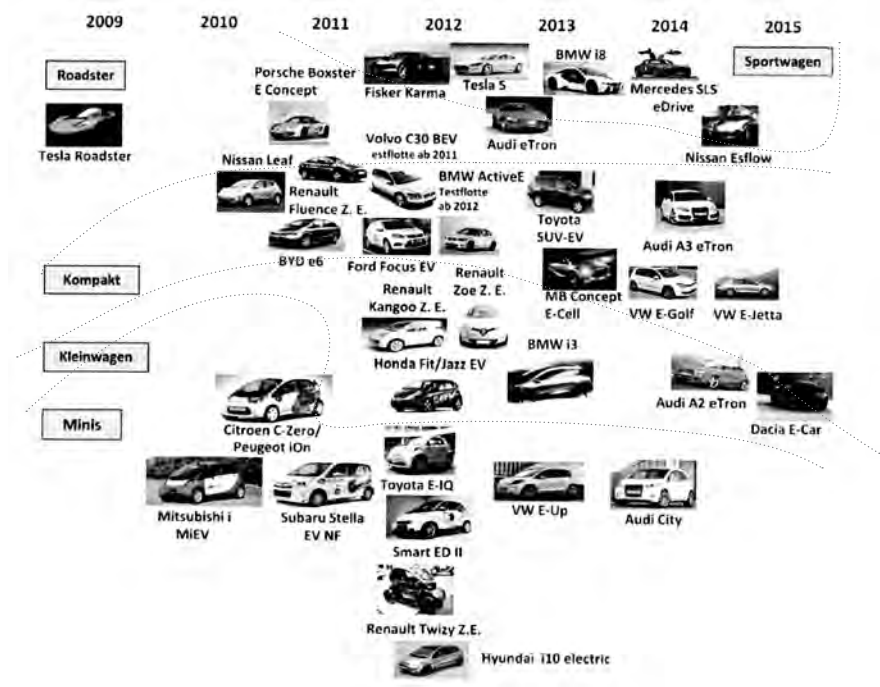 2009 2010 2011 2012 2013 2014 2015
Roadster
Sportwagen
Porsche Boxster
E Concept
Fisker Karma
Tesla S
BMW i8
Mercedes SLS
eDrive
Tesla Roadster
Volvo C30 BEV
estflotte ab 2011
Audi eTron
Nissan Esflow
Nissan Leaf
Renault
Fluence Z. E.
BMW ActiveE
Testflotte
ab 2012
Toyota
SUV-EV
Audi A3 eTron
BYD e6
Ford Focus EV
Renault
Zoe Z. E.
Kompakt
Renault
Kangoo Z. E.
MB Concept
E-Cell
VW E-Golf
VW E-Jetta
Kleinwagen
Honda Fit/Jazz EV
BMW i3
Audi A2 eTron
Dacia E-Car
Minis
Citroen C-Zero/
Peugeot iOn
Toyota E-IQ
Mitsubishi i
MiEV
Subaru Stella
EV NF
VW E-Up
Audi City
Smart ED II
Renault Twizy Z.E.
Hyundai i10 electric